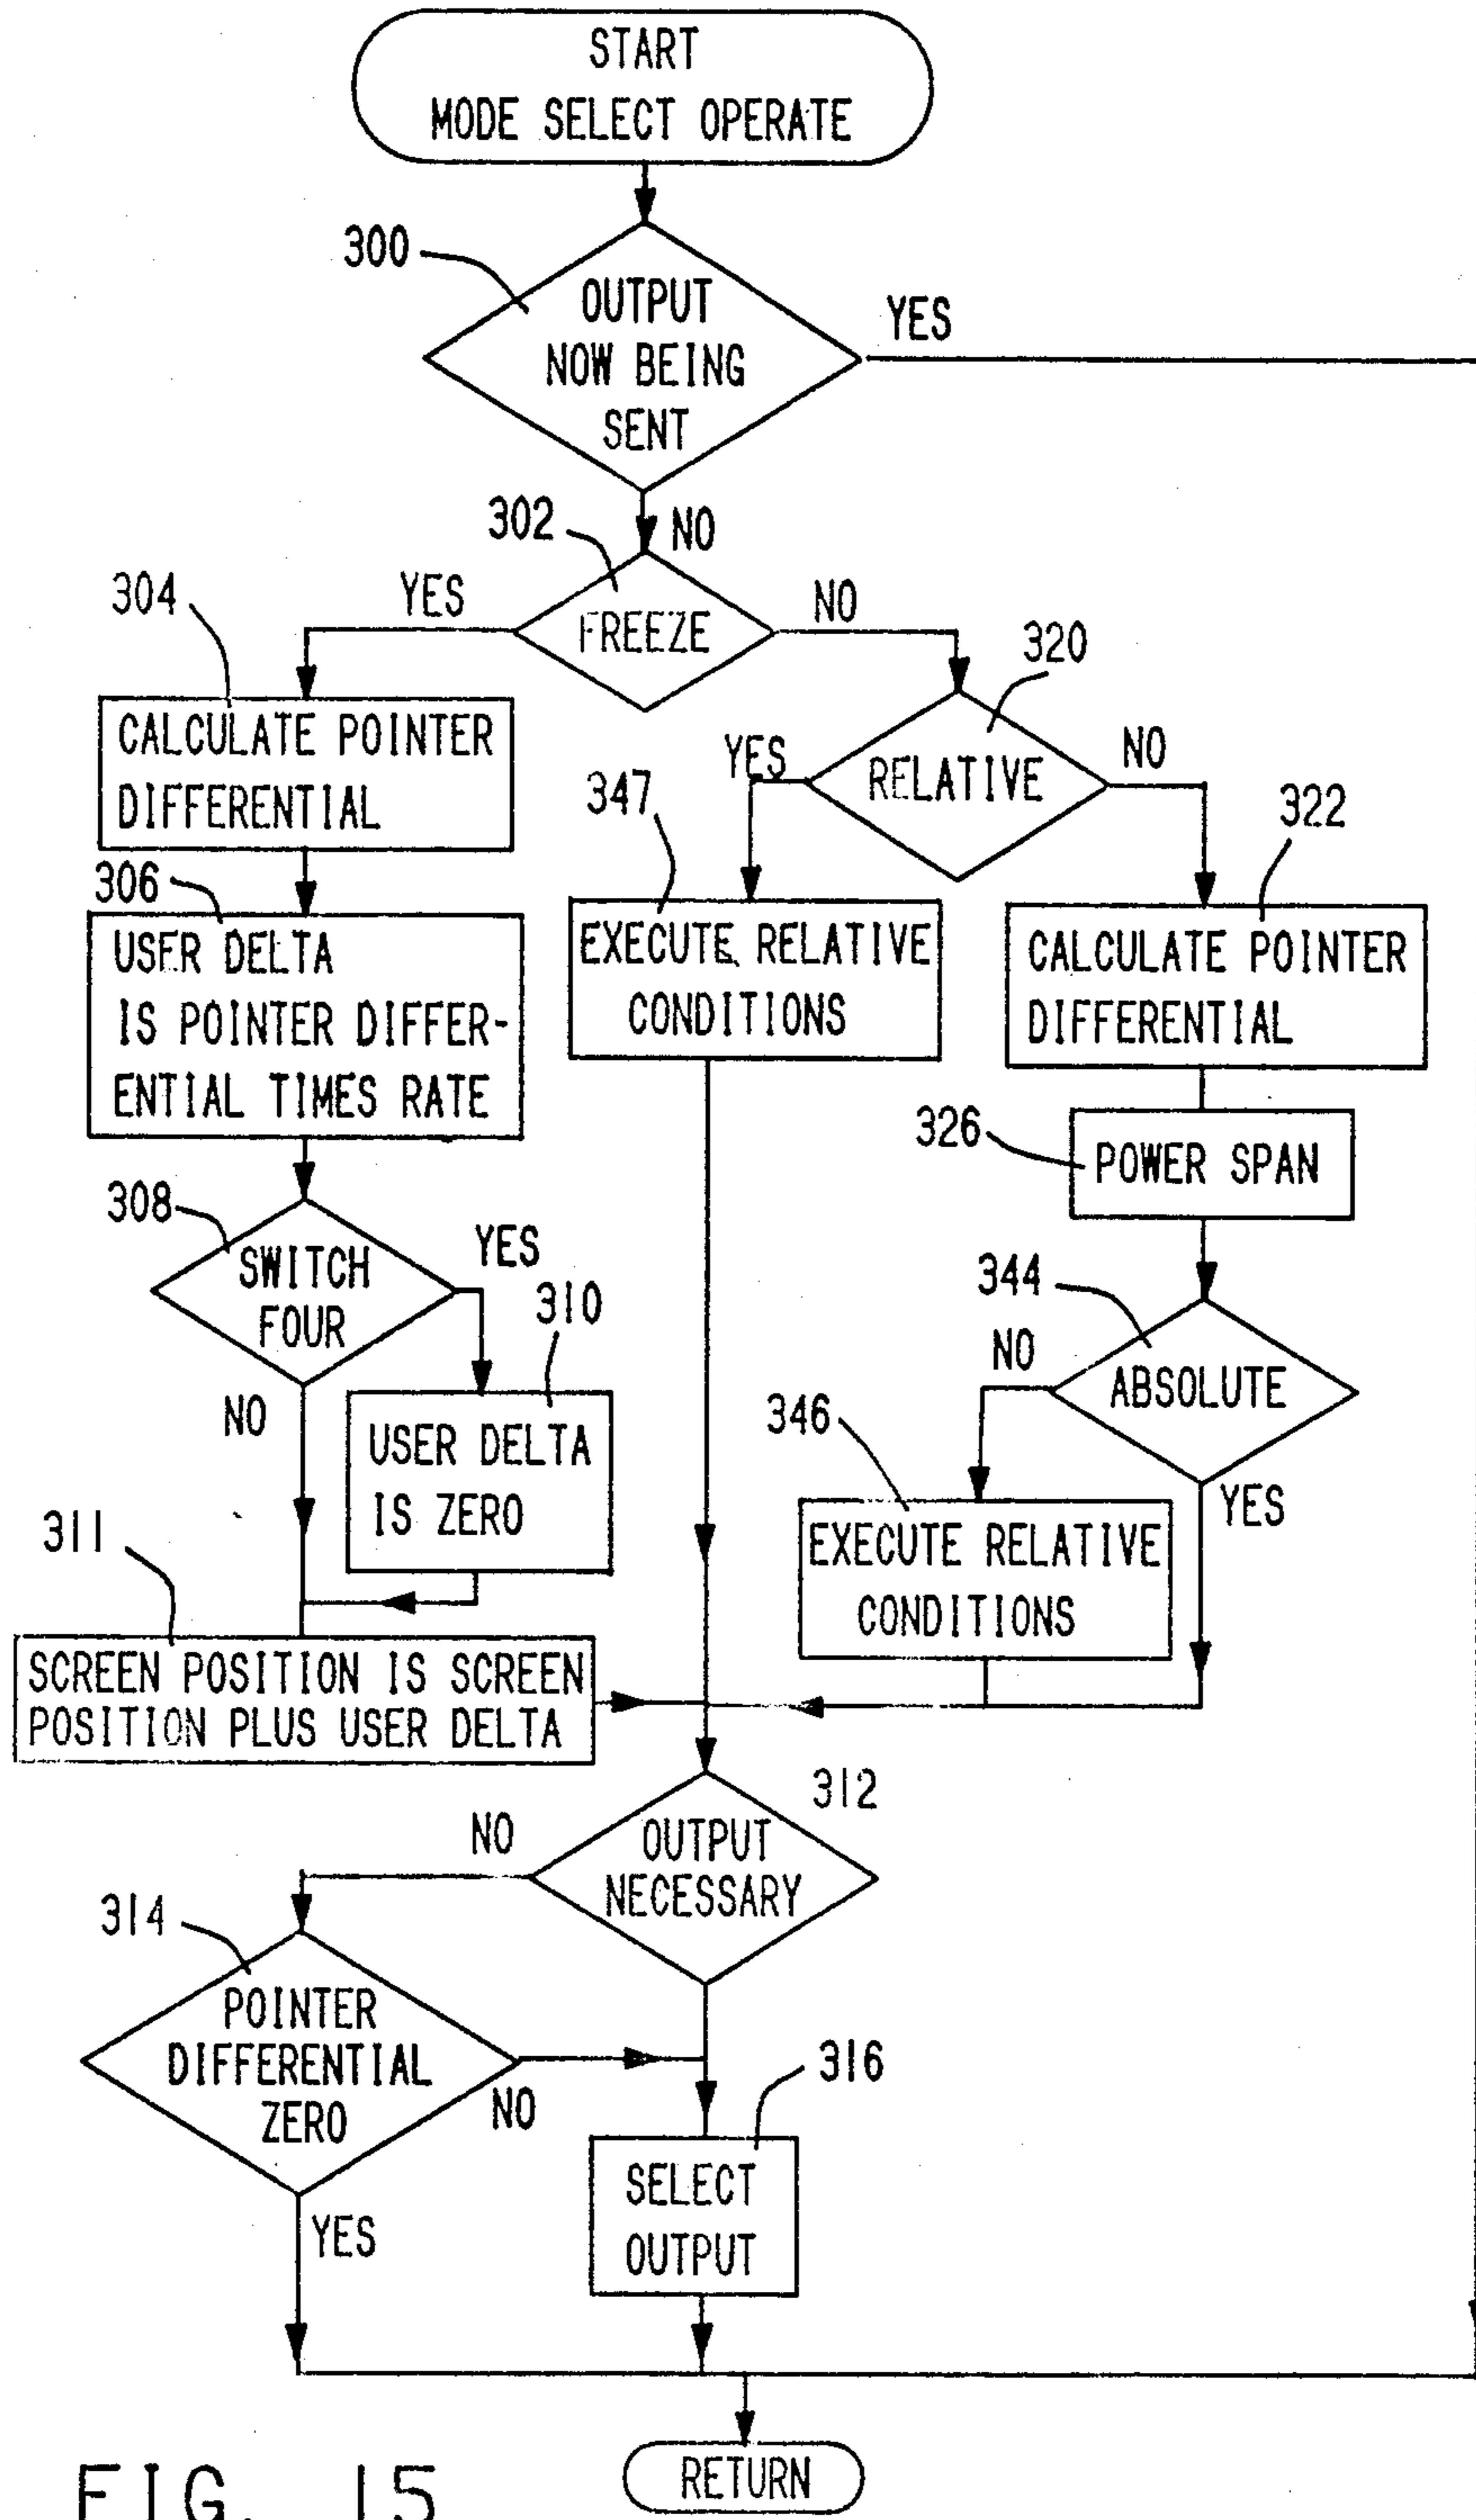 START
MODE SELECT OPERATE
300
OUTPUT
NOW BEING
SENT
YES
302
NO
304
YES
FREEZE
NO
320
CALCULATE POINTER
DIFFERENTIAL
YES
RELATIVE
NO
347
322
306
USER DELTA
IS POINTER DIFFER-
ENTIAL TIMES RATE
EXECUTE RELATIVE
CONDITIONS
CALCULATE POINTER
DIFFERENTIAL
326
POWER SPAN
308
SWITCH
FOUR
YES
310
344
NO
ABSOLUTE
NO
USER DELTA
IS ZERO
346
YES
311
EXECUTE RELATIVE
CONDITIONS
SCREEN POSITION IS SCREEN
POSITION PLUS USER DELTA
312
NO
OUTPUT
NECESSARY
314
POINTER
DIFFERENTIAL
ZERO
NO
316
SELECT
OUTPUT
YES
RETURN
FIG. 15